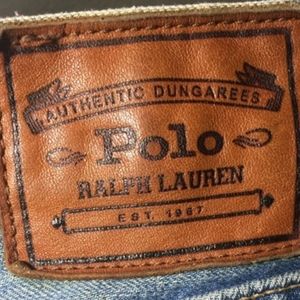 AUTHENTIC DUNGAREES
Polo
RALPH LAUREN
EST. 1967